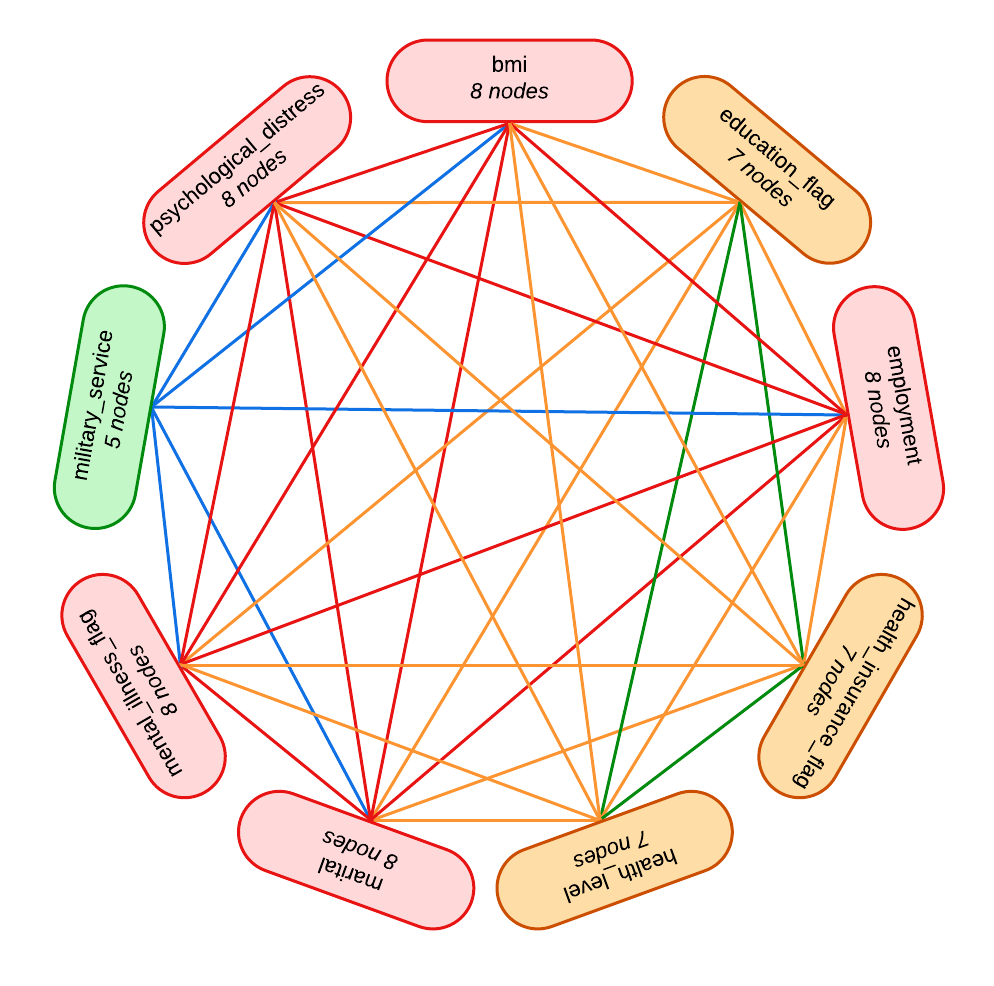 bmi
8 nodes
education_flag
7 nodes
employment
8 nodes
health_insurance_flag
7 nodes
health_level
7 nodes
marital
8 nodes
mental_illness_flag
8 nodes
military_service
5 nodes
psychological_distress
8 nodes